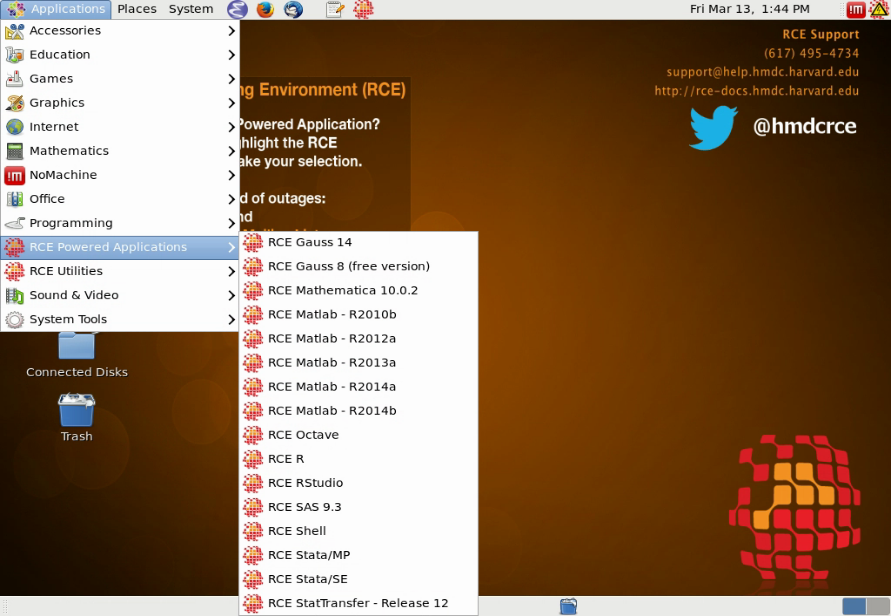 Applications Places System Fri Mar 13, 1:44 PM
Accessories
Education
Games
Graphics
Internet
Mathematics
NoMachine
Office
Programming
RCE Powered Applications
RCE Utilities
Sound & Video
System Tools
RCE Gauss 14
RCE Gauss 8 (free version)
RCE Mathematica 10.0.2
RCE Matlab - R2010b
RCE Matlab - R2012a
RCE Matlab - R2013a
RCE Matlab - R2014a
RCE Matlab - R2014b
RCE Octave
RCE R
RCE RStudio
RCE SAS 9.3
RCE Shell
RCE Stata/MP
RCE Stata/SE
RCE StatTransfer - Release 12
ng Environment (RCE)
Powered Application?
hlight the RCE
ake your selection.
d of outages:
nd
RCE Support
(617) 495-4734
support@help.hmdc.harvard.edu
http://rce-docs.hmdc.harvard.edu
@hmdcrce
Connected Disks
Trash